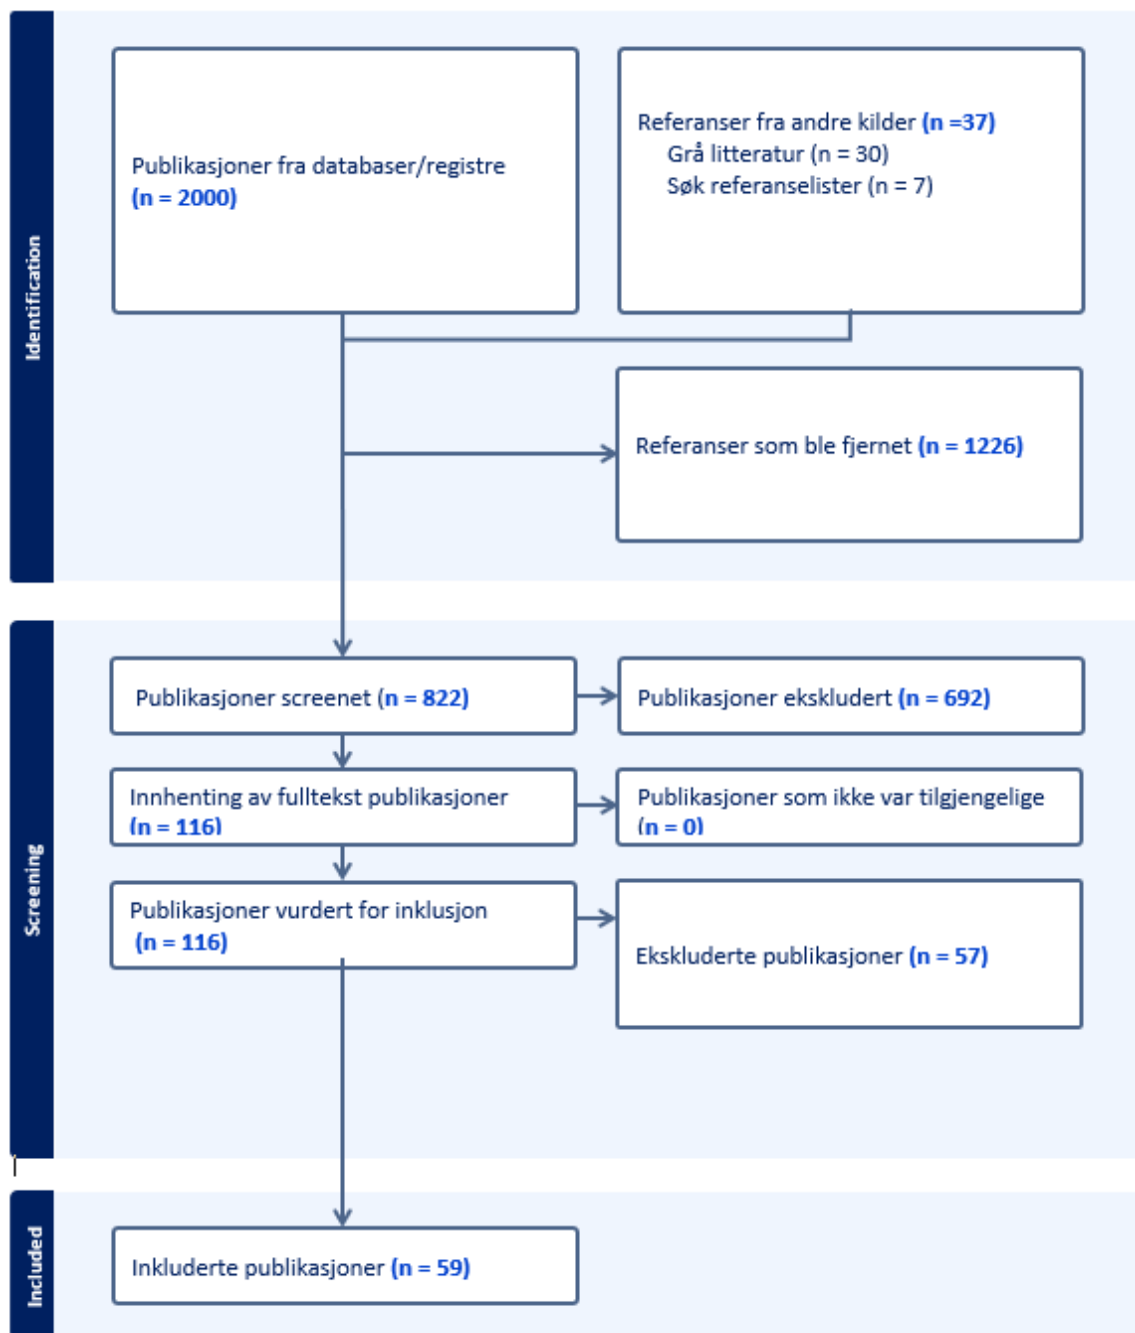 Identification
Publikasjoner fra databaser/registre
(n = 2000)
Referanser fra andre kilder (n =37)
Grå litteratur (n = 30)
Søk referanselister (n = 7)
Referanser som ble fjernet (n = 1226)
Screening
Publikasjoner screenet (n = 822)
Publikasjoner ekskludert (n = 692)
Innhenting av fulltekst publikasjoner
(n = 116)
Publikasjoner som ikke var tilgjengelige
(n = 0)
Publikasjoner vurdert for inklusjon
(n = 116)
Ekskluderte publikasjoner (n = 57)
Included
Inkluderte publikasjoner (n = 59)